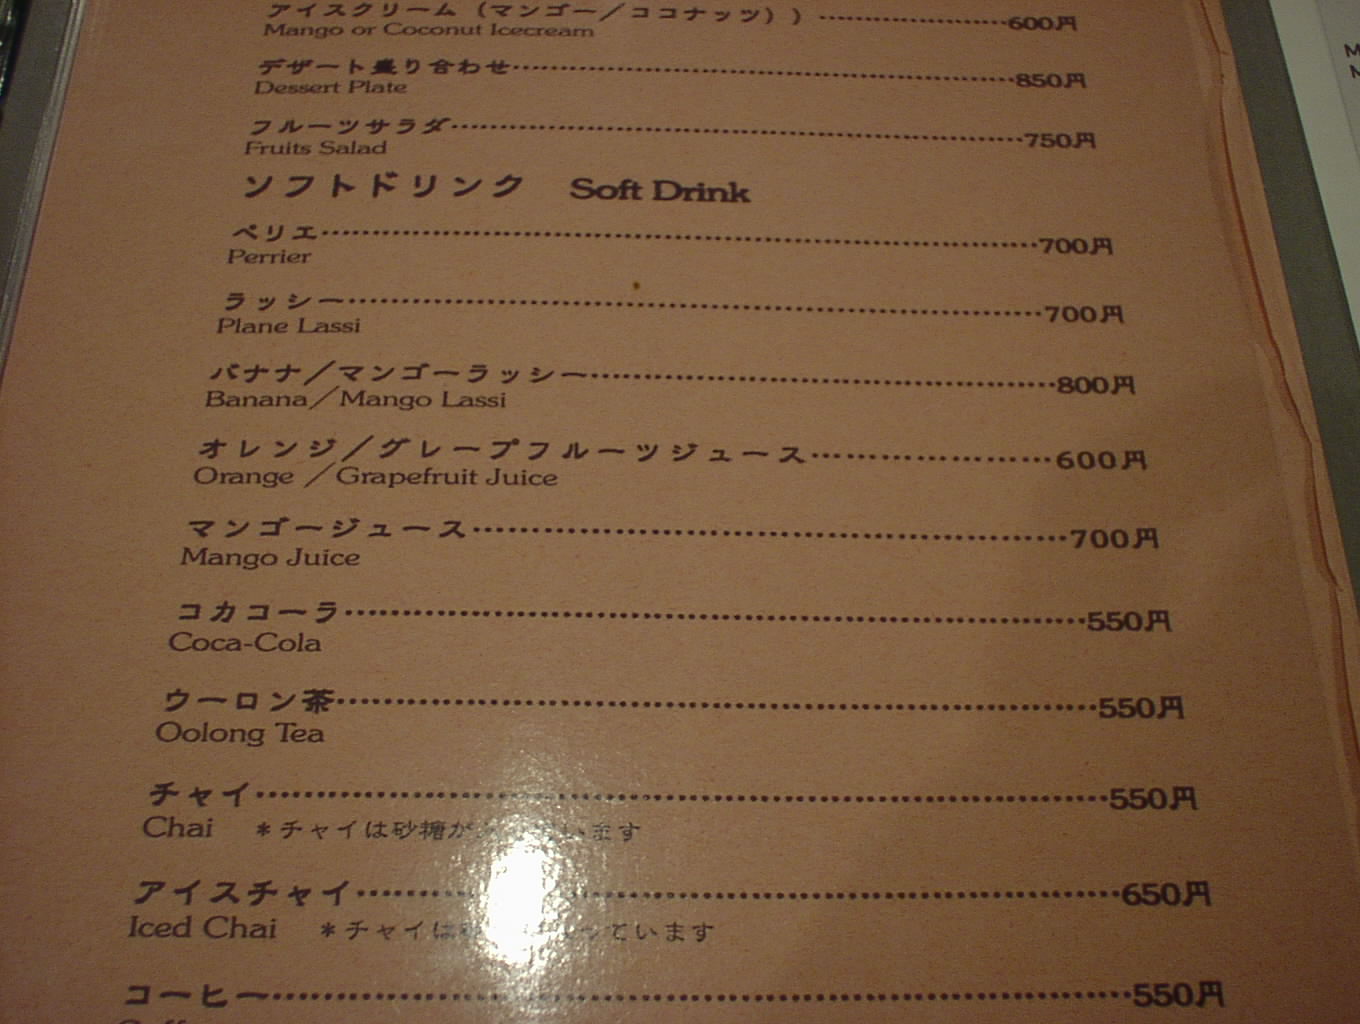 アイスクリーム（マンゴー／ココナッツ））‥‥‥‥‥‥‥600円
Mango or Coconut Icecream
デザート盛り合わせ‥‥‥‥‥‥‥‥‥‥‥‥‥‥‥‥850円
Dessert Plate
フルーツサラダ‥‥‥‥‥‥‥‥‥‥‥‥‥‥‥‥‥‥750円
Fruits Salad
ソフトドリンク　Soft Drink
ペリエ‥‥‥‥‥‥‥‥‥‥‥‥‥‥‥‥‥‥‥‥‥‥700円
Perrier
ラッシー‥‥‥‥‥‥‥‥‥‥‥‥‥‥‥‥‥‥‥‥‥700円
Plane Lassi
バナナ／マンゴーラッシー‥‥‥‥‥‥‥‥‥‥‥‥‥‥800円
Banana／Mango Lassi
オレンジ／グレープフルーツジュース‥‥‥‥‥‥‥‥600円
Orange／Grapefruit Juice
マンゴージュース‥‥‥‥‥‥‥‥‥‥‥‥‥‥‥‥‥700円
Mango Juice
コカコーラ‥‥‥‥‥‥‥‥‥‥‥‥‥‥‥‥‥‥‥‥550円
Coca-Cola
ウーロン茶‥‥‥‥‥‥‥‥‥‥‥‥‥‥‥‥‥‥‥‥550円
Oolong Tea
チャイ‥‥‥‥‥‥‥‥‥‥‥‥‥‥‥‥‥‥‥‥‥‥550円
Chai　＊チャイは砂糖が います
アイスチャイ‥‥‥‥‥‥‥‥‥‥‥‥‥‥‥‥‥‥‥650円
Iced Chai　＊チャイは っています
コーヒー‥‥‥‥‥‥‥‥‥‥‥‥‥‥‥‥‥‥‥‥‥550円